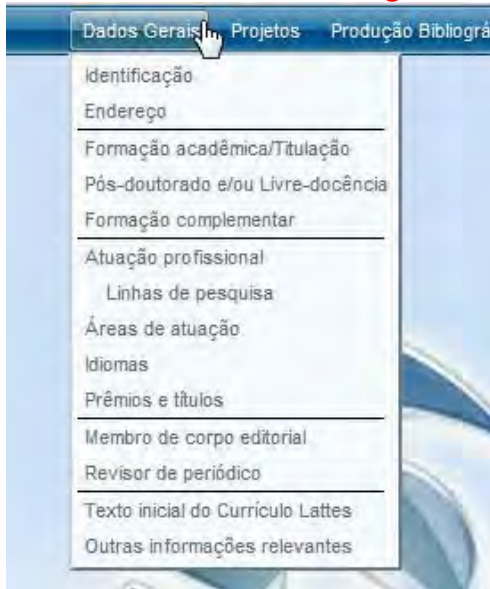 Dados Gerais Projetos Produção
Identificação
Endereço
Formação acadêmica/Titulação
Pós-doutorado e/ou Livre-docência
Formação complementar
Atuação profissional
Linhas de pesquisa
Áreas de atuação
Idiomas
Prêmios e títulos
Membro de corpo editorial
Revisor de periódico
Texto inicial do Currículo Lattes
Outras informações relevantes